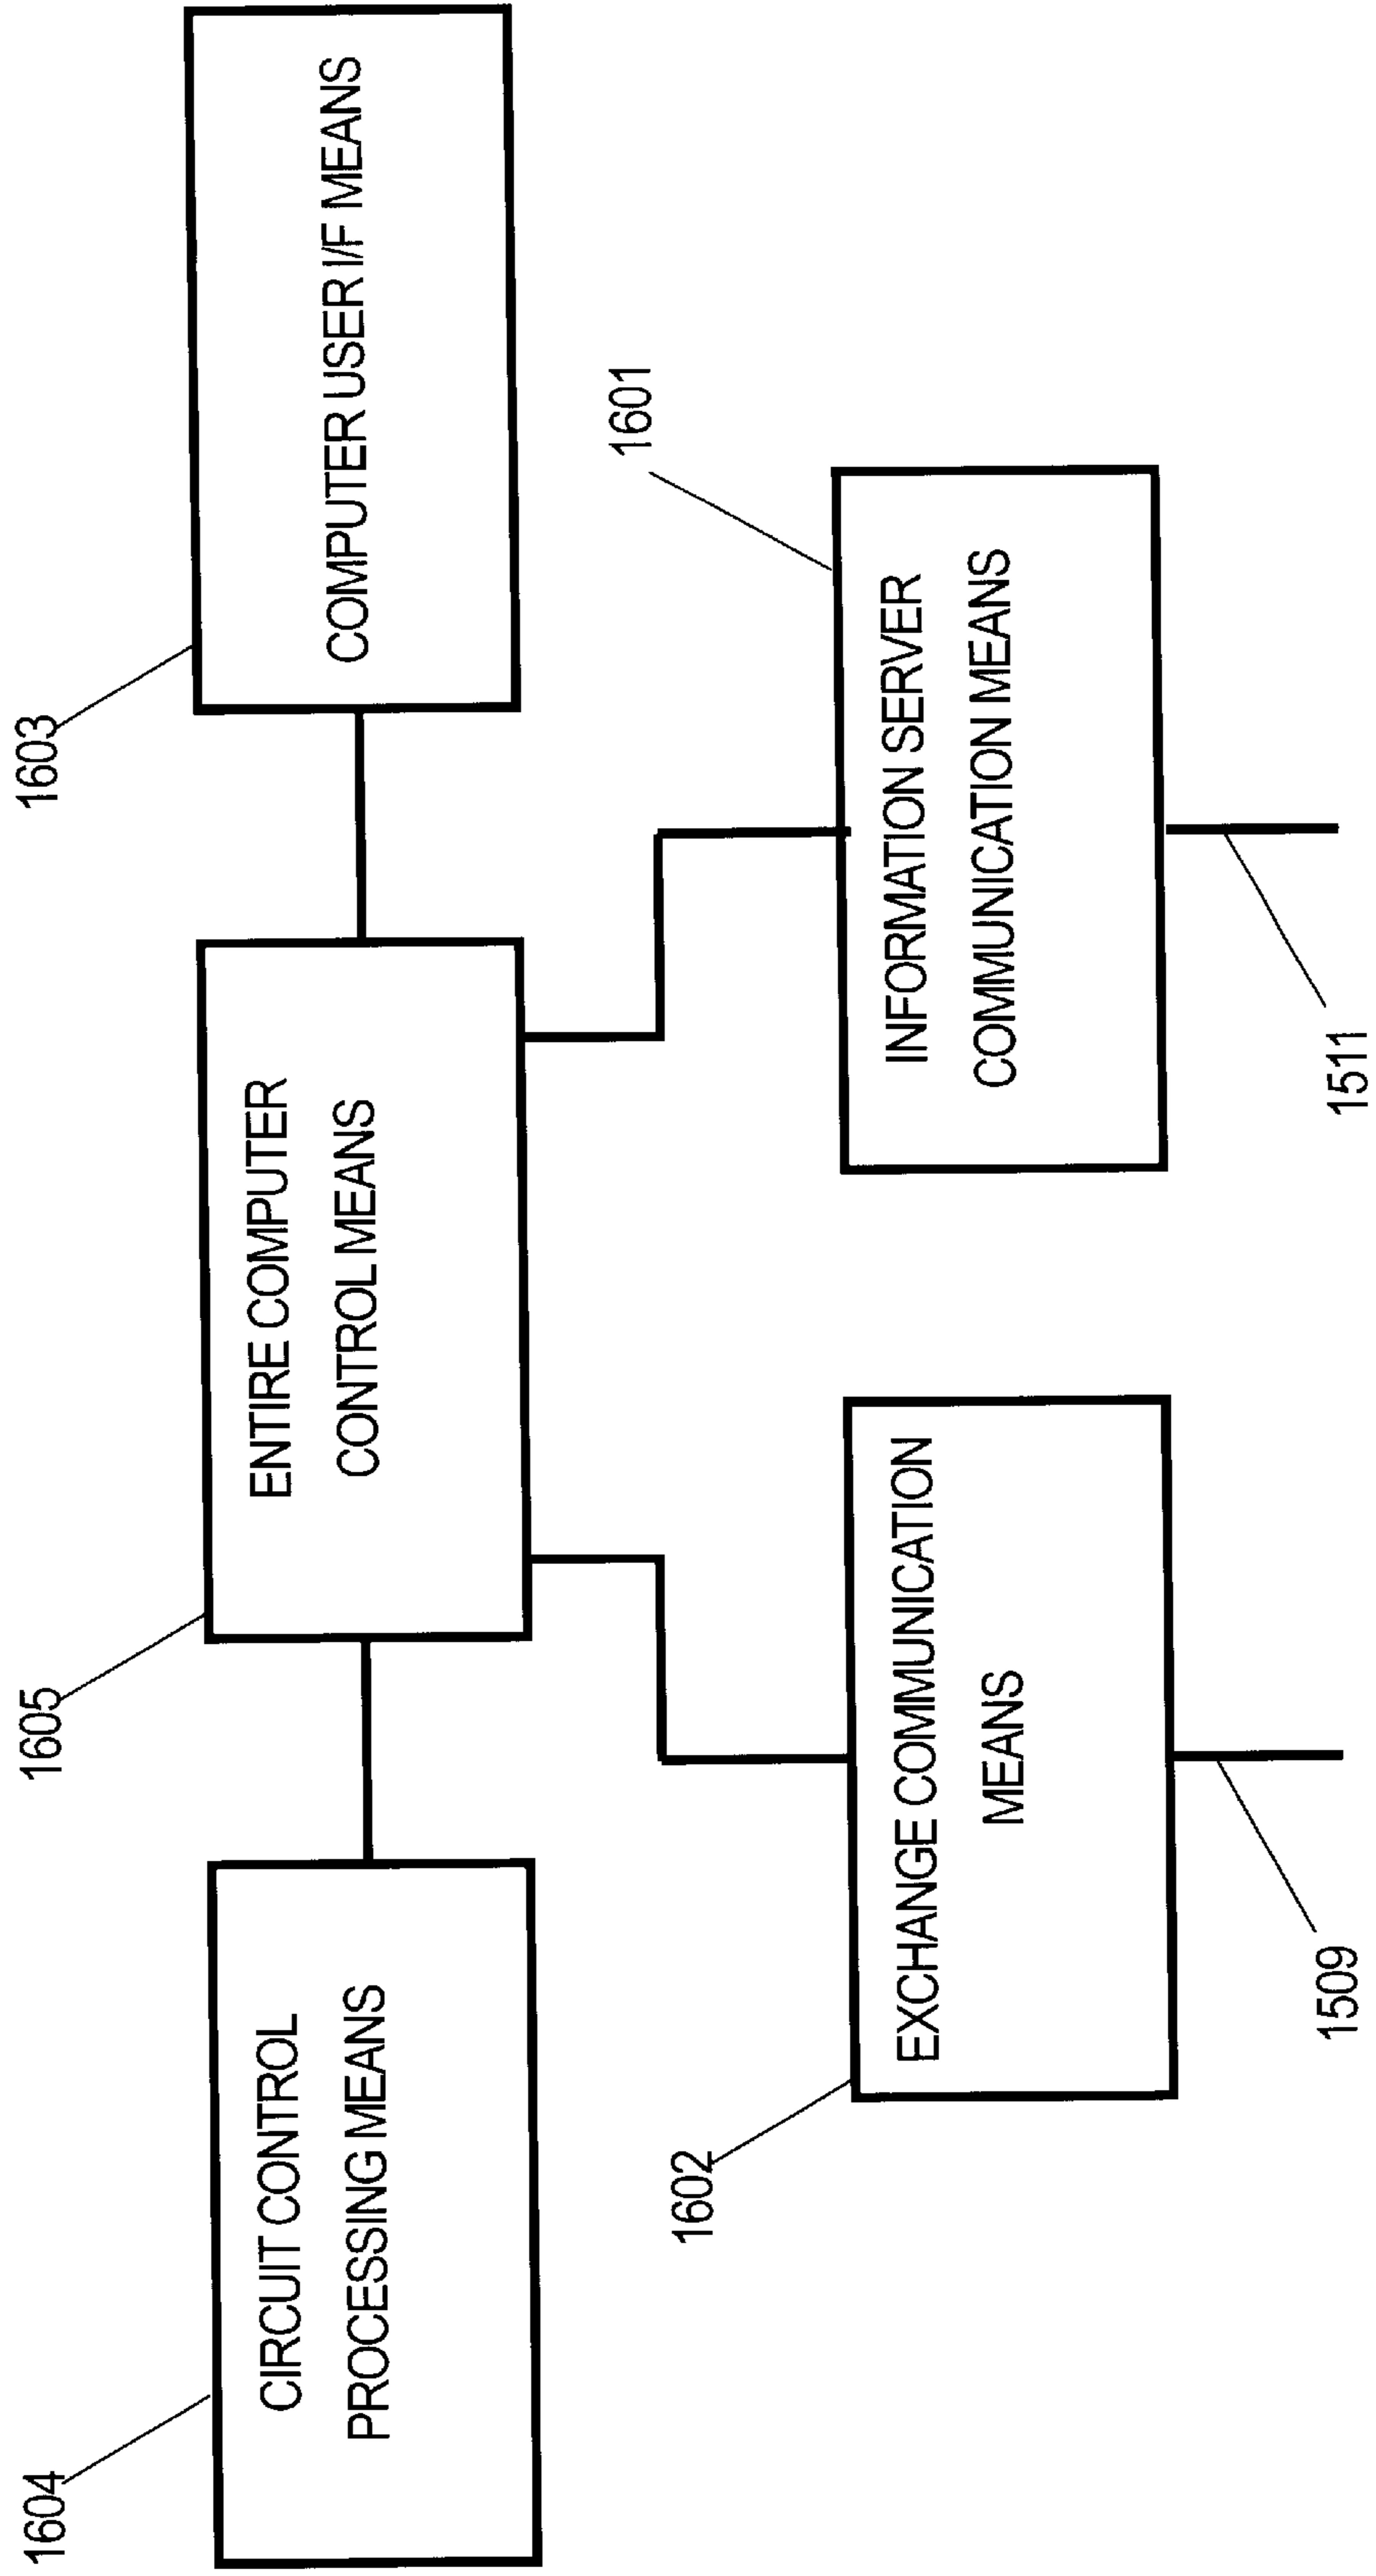 1604
CIRCUIT CONTROL
PROCESSING MEANS
1605
ENTIRE COMPUTER
CONTROL MEANS
1603
COMPUTER USER I/F MEANS
1602
EXCHANGE COMMUNICATION
MEANS
1509
1601
INFORMATION SERVER
COMMUNICATION MEANS
1511